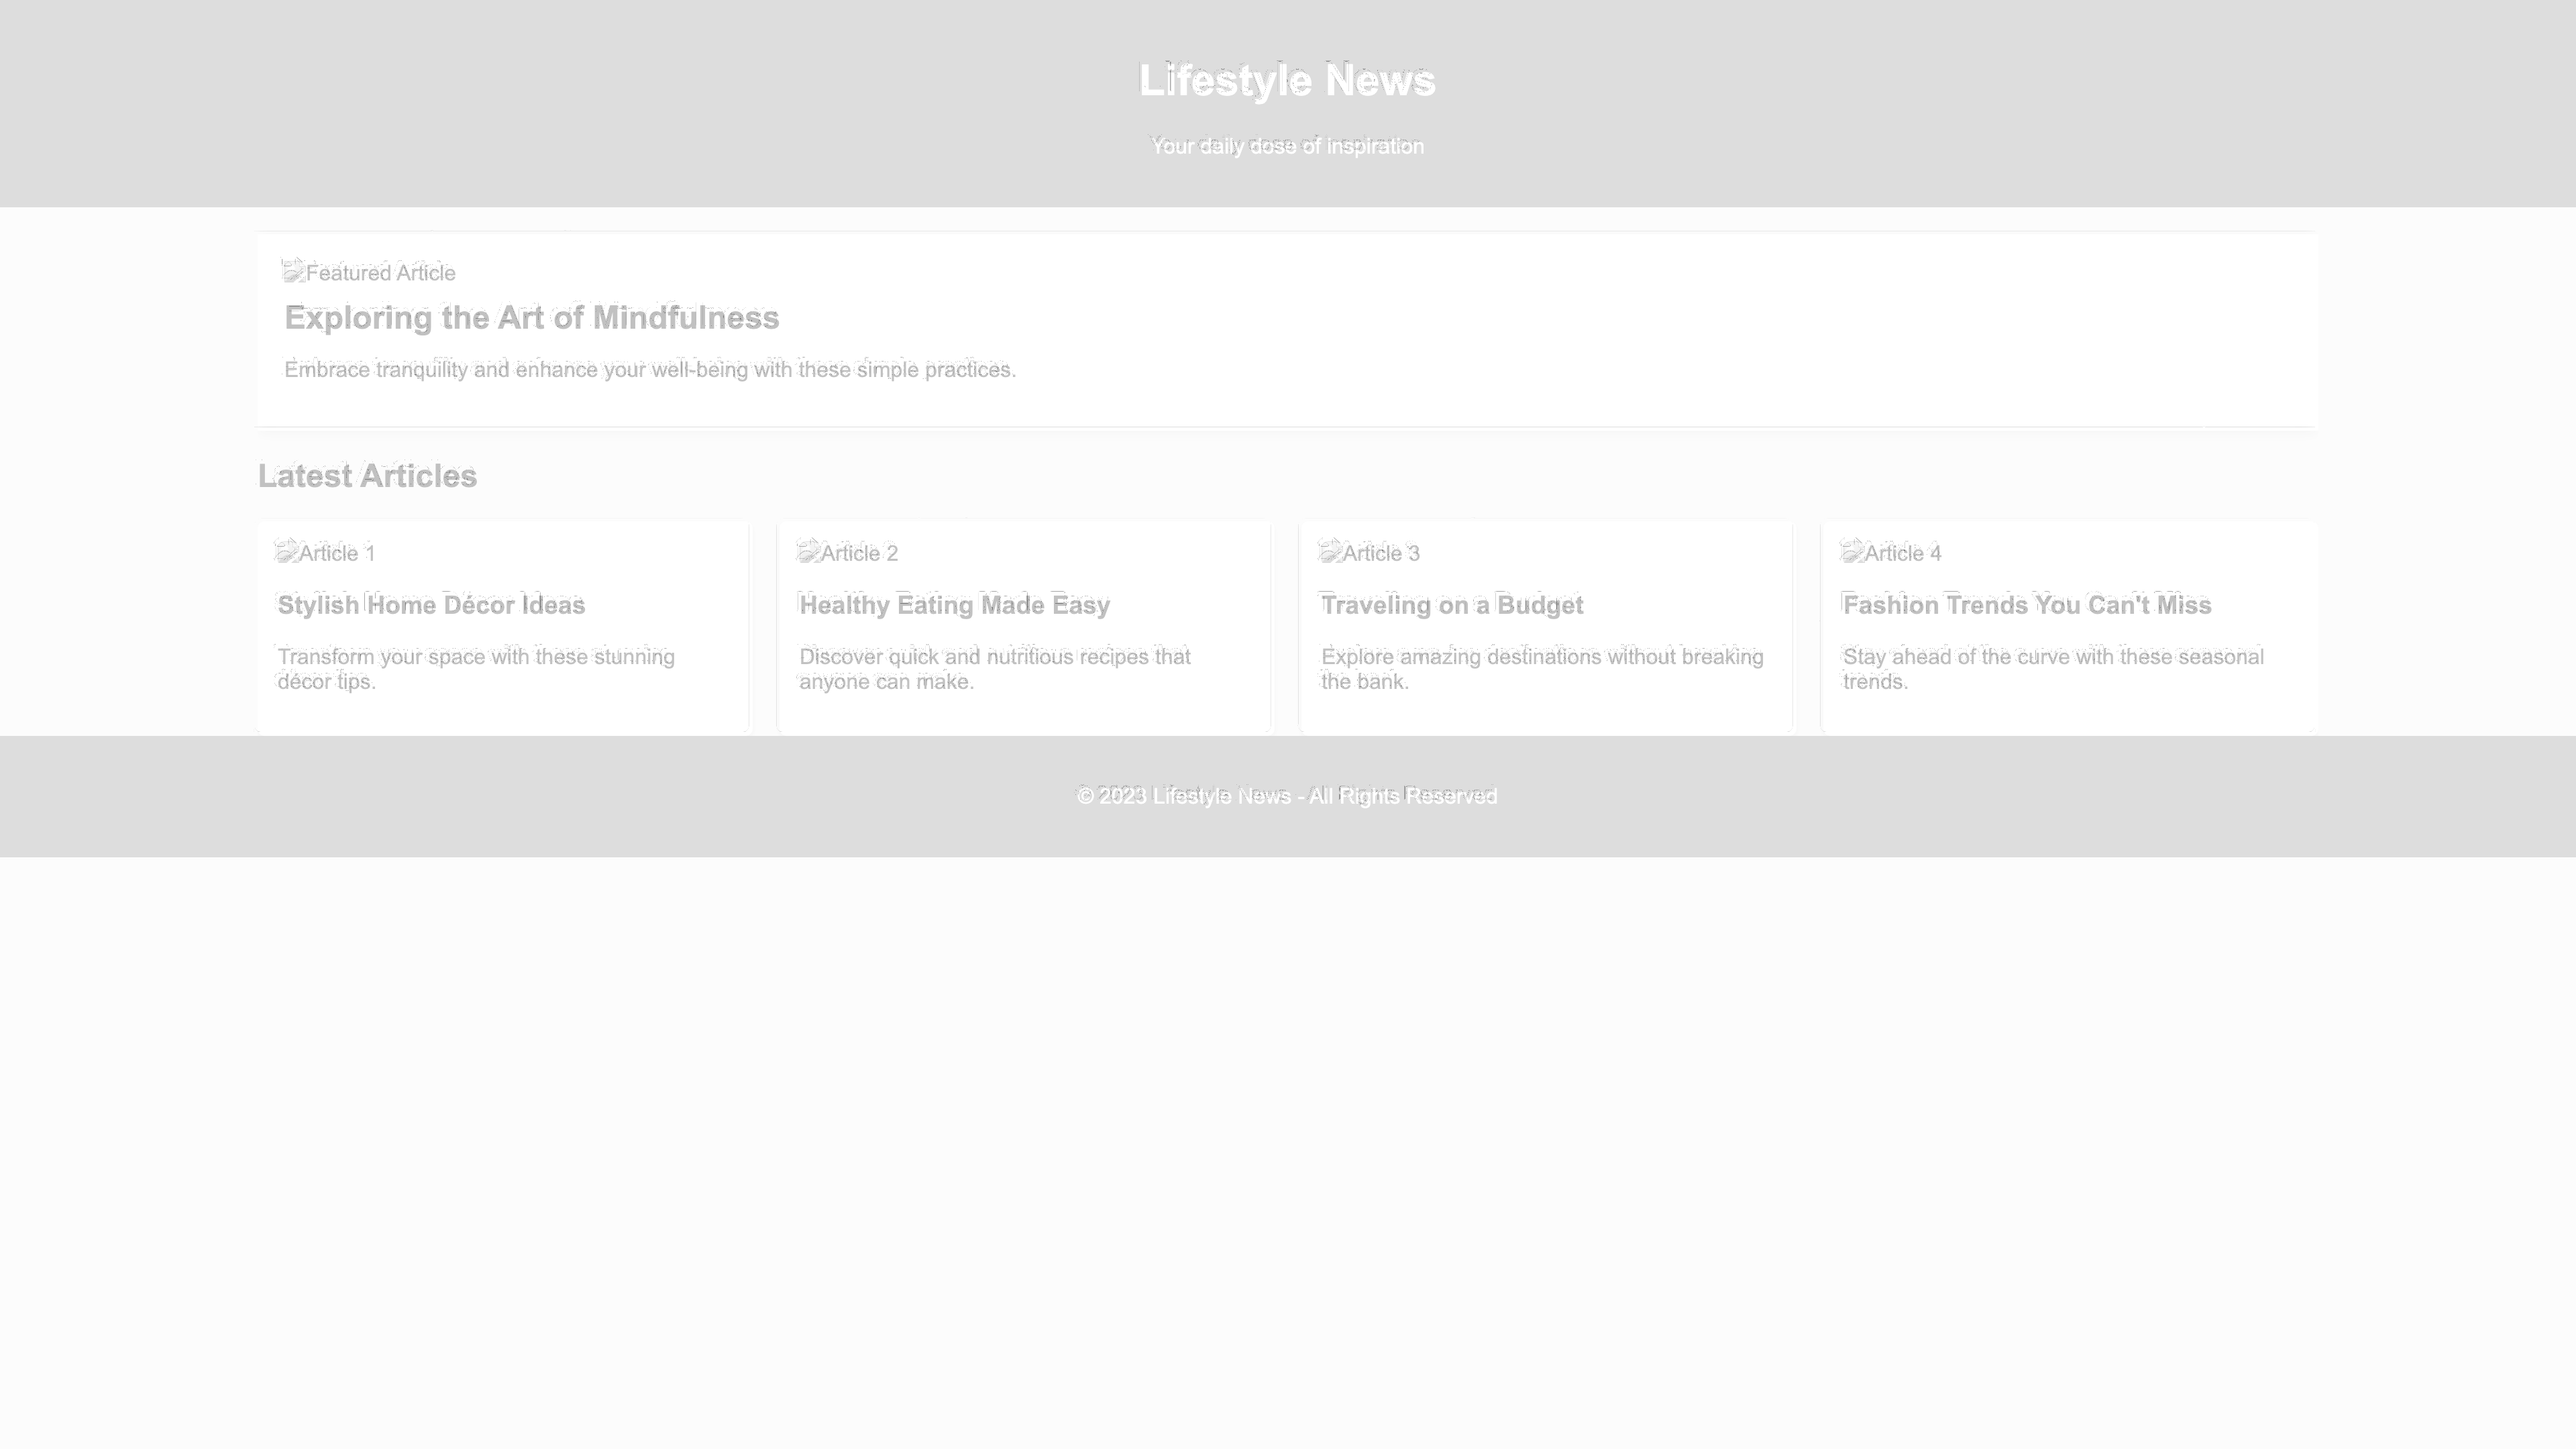 Lifestyle News
Your daily dose of inspiration
Featured Article
Exploring the Art of Mindfulness
Embrace tranquility and enhance your well-being with these simple practices.
Latest Articles
Article 1
Stylish Home Décor Ideas
Transform your space with these stunning
décor tips.
Article 2
Healthy Eating Made Easy
Discover quick and nutritious recipes that
anyone can make.
Article 3
Traveling on a Budget
Explore amazing destinations without breaking
the bank.
Article 4
Fashion Trends You Can't Miss
Stay ahead of the curve with these seasonal
trends.
© 2023 Lifestyle News - All Rights Reserved